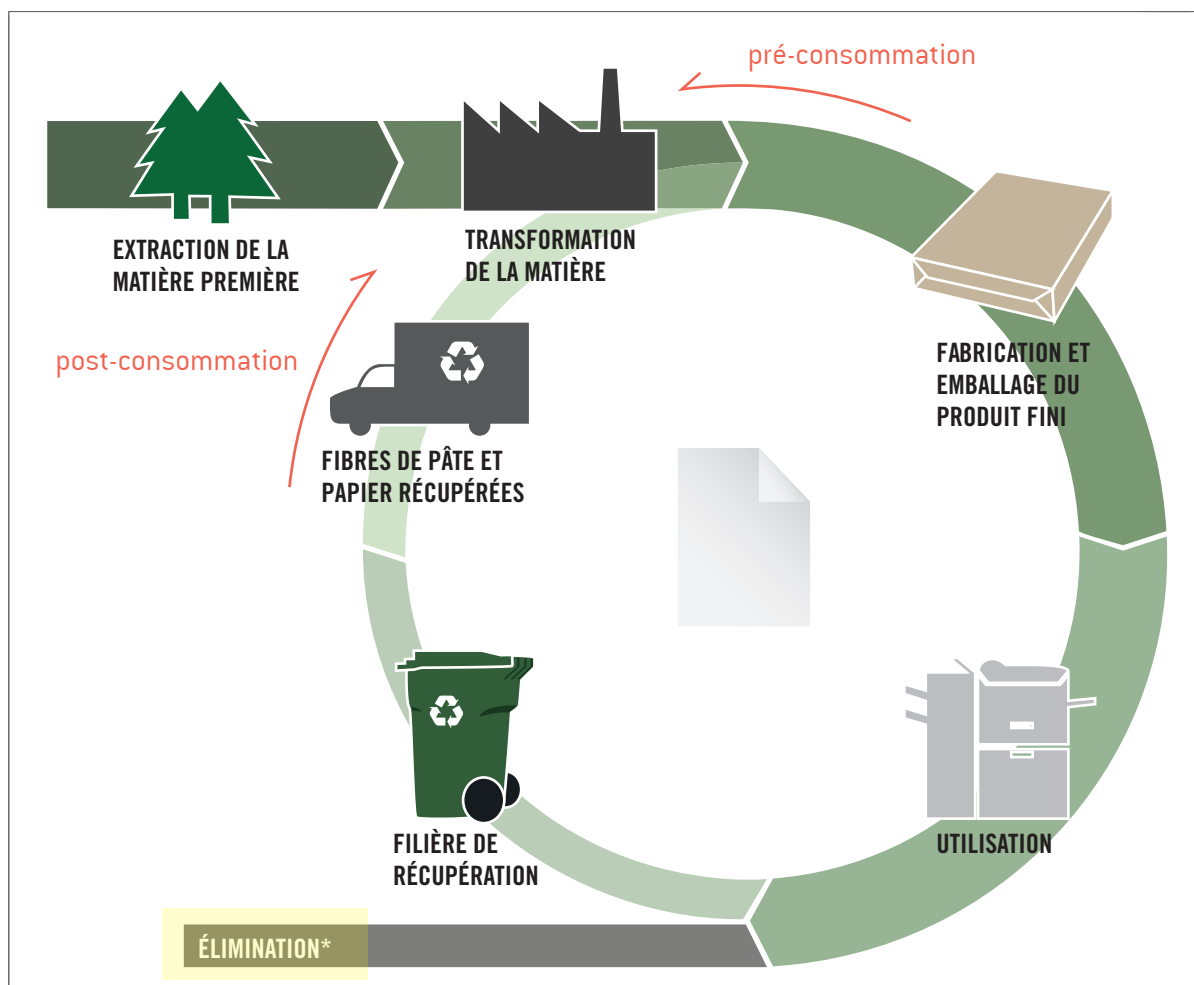 pré-consommation
EXTRACTION DE LA
MATIÈRE PREMIÈRE
TRANSFORMATION
DE LA MATIÈRE
post-consommation
FABRICATION ET
EMBALLAGE DU
PRODUIT FINI
FIBRES DE PÂTE ET
PAPIER RÉCUPÉRÉES
FILIÈRE DE
RÉCUPÉRATION
UTILISATION
ÉLIMINATION*